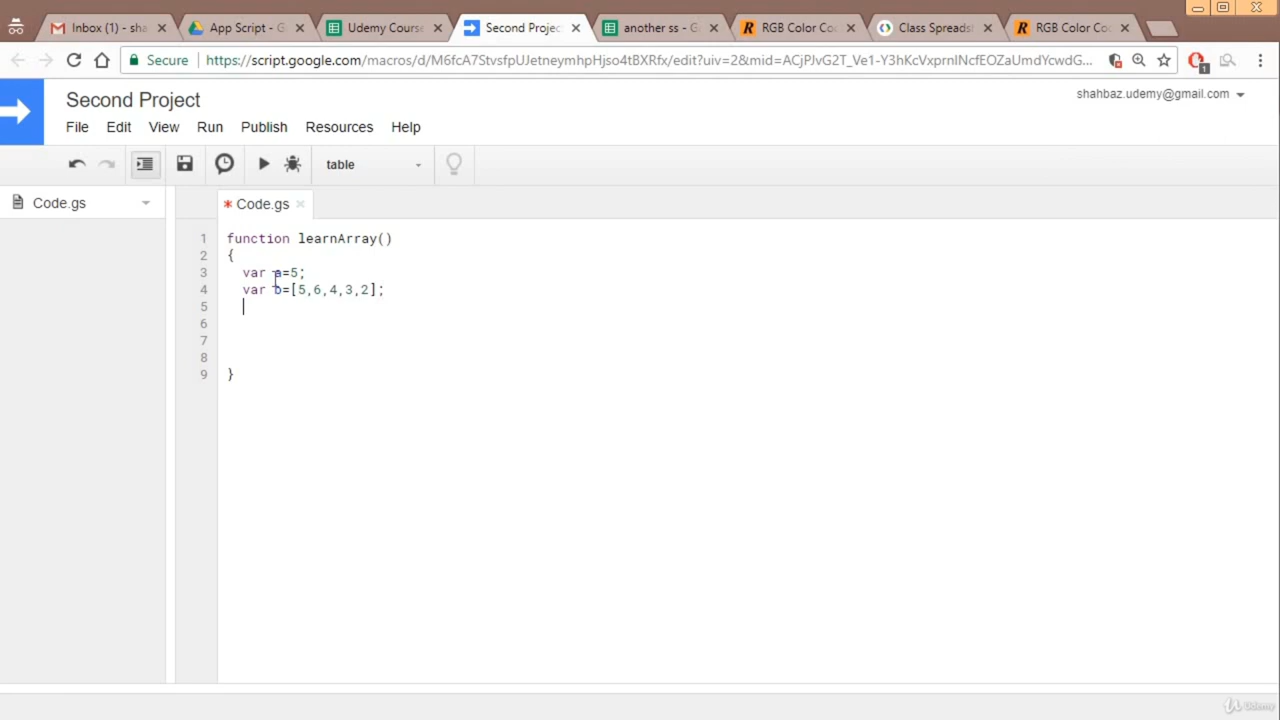 Inbox (1) - sha
App Script - G
Udemy Course
Second Project
another ss - G
RGB Color Co
Class Spreads
RGB Color Co
Secure
https://script.google.com/macros/d/M6fcA7StvsfpUJetneymhpHjso4tBXRfx/edit?uiv=2&mid=ACjPJvG2T_Ve1-Y3hKcVxprnINcfEOZaUmdYcwdG...
1
Second Project
shahbaz.udemy@gmail.com
File Edit View Run Publish Resources Help
table
Code.gs
* Code.gs
1 function learnArray()
2 {
3 var a=5;
4 var b=[5,6,4,3,2];
5
6
7
8
9 }
Udemy